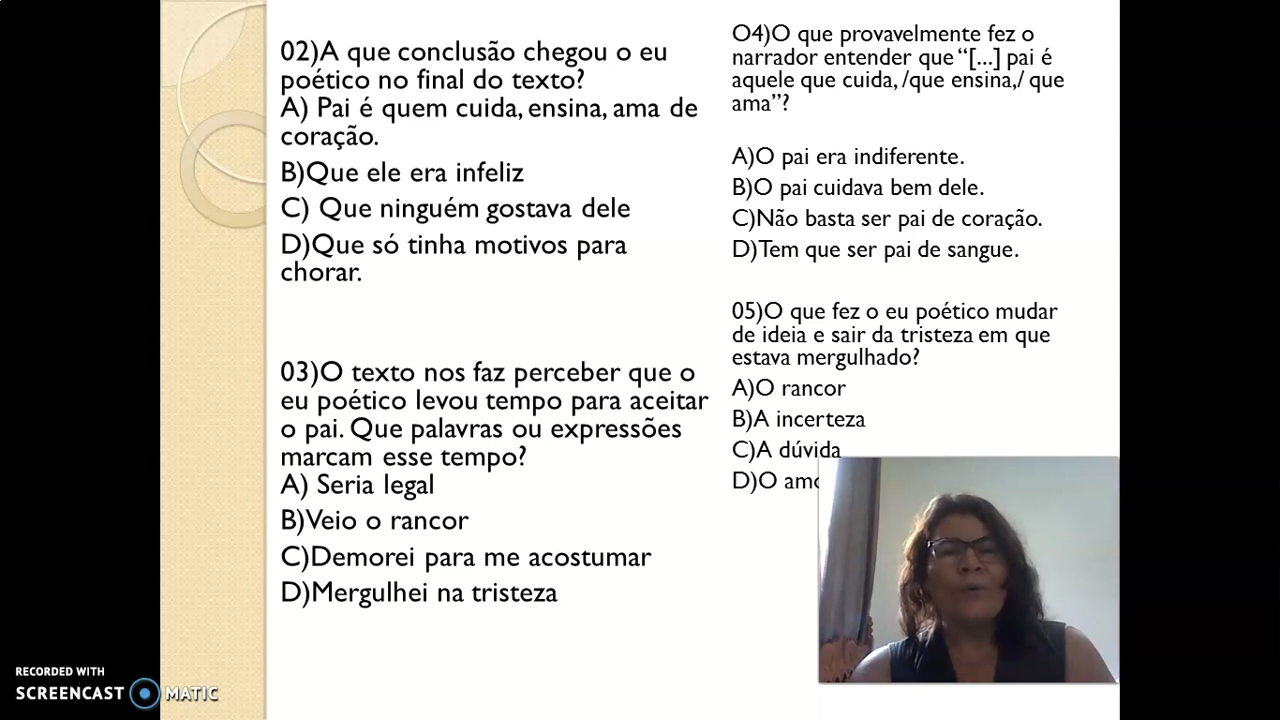 02)A que conclusão chegou o eu
poético no final do texto?
A) Pai é quem cuida, ensina, ama de
coração.
B)Que ele era infeliz
C) Que ninguém gostava dele
D)Que só tinha motivos para
chorar.
03)O texto nos faz perceber que o
eu poético levou tempo para aceitar
o pai. Que palavras ou expressões
marcam esse tempo?
A) Seria legal
B)Veio o rancor
C)Demorei para me acostumar
D)Mergulhei na tristeza
O4)O que provavelmente fez o
narrador entender que “[...] pai é
aquele que cuida, /que ensina,/ que
ama”?
A)O pai era indiferente.
B)O pai cuidava bem dele.
C)Não basta ser pai de coração.
D)Tem que ser pai de sangue.
05)O que fez o eu poético mudar
de ideia e sair da tristeza em que
estava mergulhado?
A)O rancor
B)A incerteza
C)A dúvida
D)O
RECORDED WITH
SCREENCAST MATIC